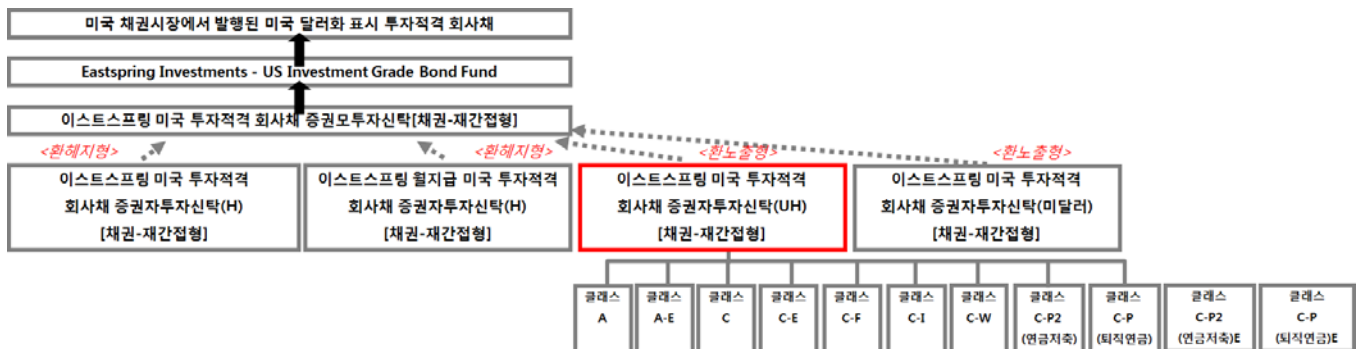 미국 채권시장에서 발행된 미국 달러화 표시 투자적격 회사채
Eastspring Investments - US Investment Grade Bond Fund
이스트스프링 미국 투자적격 회사채 증권모투자신탁[채권-재간접형]
<환헤지형>
<환헤지형>
<환노출형>
<환노출형>
이스트스프링 미국 투자적격
회사채 증권자투자신탁(H)
[채권-재간접형]
이스트스프링 월지급 미국 투자적격
회사채 증권자투자신탁(H)
[채권-재간접형]
이스트스프링 미국 투자적격
회사채 증권자투자신탁(UH)
[채권-재간접형]
이스트스프링 미국 투자적격
회사채 증권자투자신탁(미달러)
[채권-재간접형]
클래스
A
클래스
A-E
클래스
C
클래스
C-E
클래스
C-F
클래스
C-I
클래스
C-W
클래스
C-P2
(연금저축)
클래스
C-P
(퇴직연금)
클래스
C-P2
(연금저축)E
클래스
C-P
(퇴직연금)E